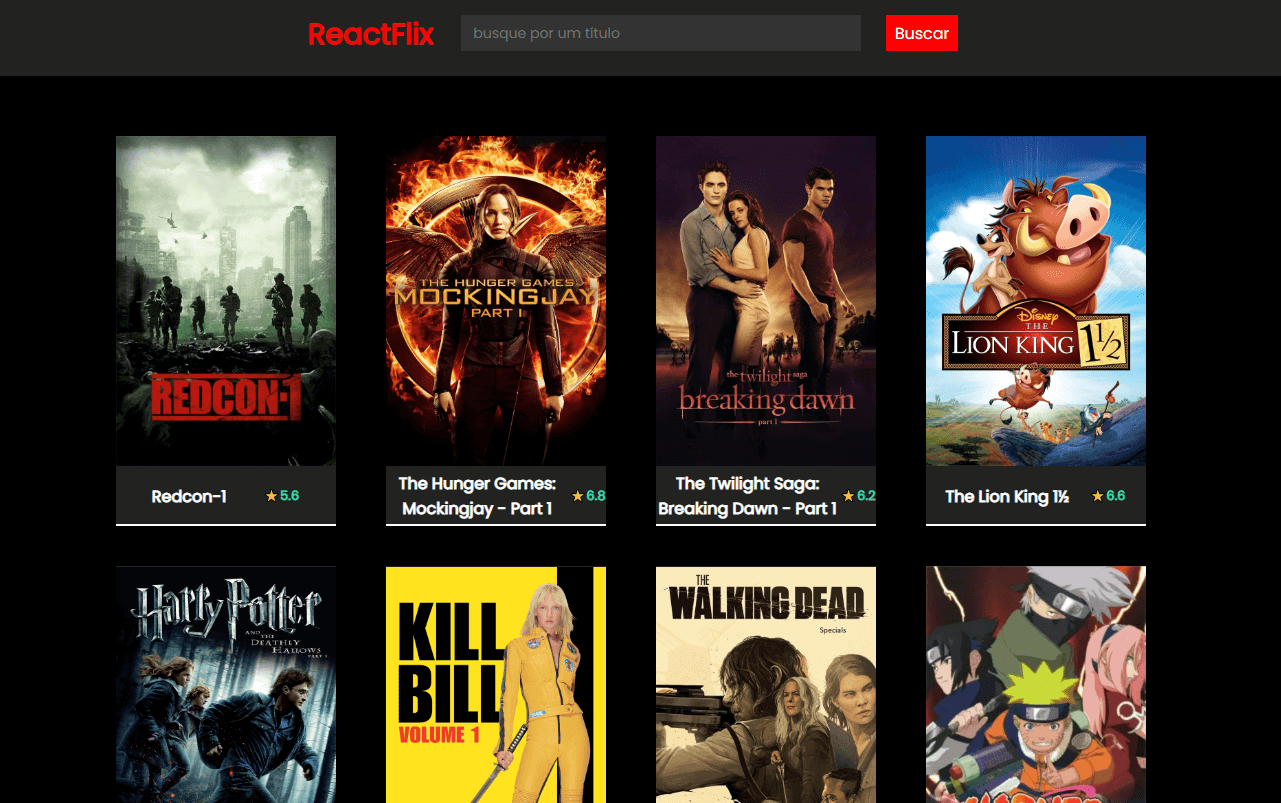 ReactFlix
busque por um título
Buscar
REDCON-1
THE HUNGER GAMES
MOCKINGJAY
PART 1
the twilight saga
breaking dawn
part 1
Disney
THE
LION KING 1½
Redcon-1
5.6
The Hunger Games:
Mockingjay - Part 1
6.8
The Twilight Saga:
Breaking Dawn - Part 1
6.2
The Lion King 1½
6.6
Harry Potter
AND THE
DEATHLY
HALLOWS
PART 1
KILL
BILL
VOLUME 1
THE
WALKING DEAD
Specials